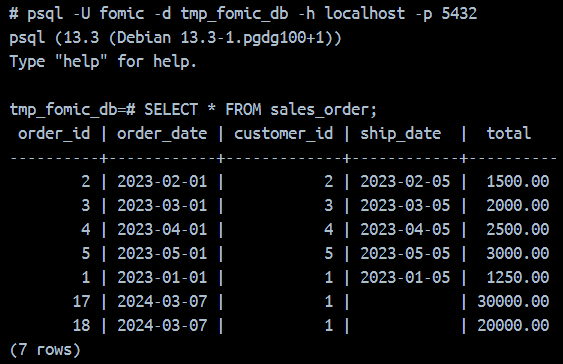 # psql -U fomic -d tmp_fomic_db -h localhost -p 5432
psql (13.3 (Debian 13.3-1.pgdg100+1))
Type "help" for help.

tmp_fomic_db=# SELECT * FROM sales_order;
 order_id | order_date | customer_id | ship_date  |  total
----------+------------+-------------+------------+----------
        2 | 2023-02-01 |           2 | 2023-02-05 |  1500.00
        3 | 2023-03-01 |           3 | 2023-03-05 |  2000.00
        4 | 2023-04-01 |           4 | 2023-04-05 |  2500.00
        5 | 2023-05-01 |           5 | 2023-05-05 |  3000.00
        1 | 2023-01-01 |           1 | 2023-01-05 |  1250.00
       17 | 2024-03-07 |           1 |            | 30000.00
       18 | 2024-03-07 |           1 |            | 20000.00
(7 rows)